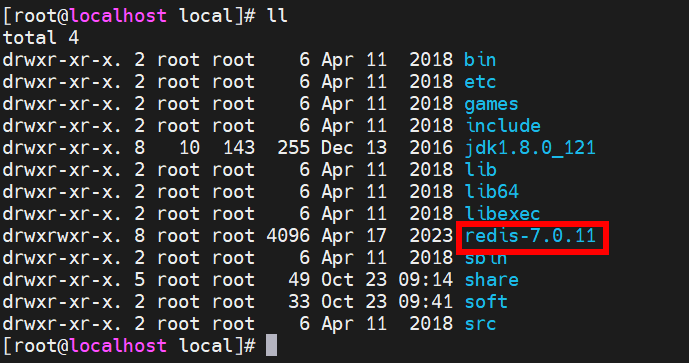 [root@localhost local]# ll
total 4
drwxr-xr-x. 2 root root    6 Apr 11  2018 bin
drwxr-xr-x. 2 root root    6 Apr 11  2018 etc
drwxr-xr-x. 2 root root    6 Apr 11  2018 games
drwxr-xr-x. 2 root root    6 Apr 11  2018 include
drwxr-xr-x. 8   10  143  255 Dec 13  2016 jdk1.8.0_121
drwxr-xr-x. 2 root root    6 Apr 11  2018 lib
drwxr-xr-x. 2 root root    6 Apr 11  2018 lib64
drwxr-xr-x. 2 root root    6 Apr 11  2018 libexec
drwxrwxr-x. 8 root root 4096 Apr 17  2023 redis-7.0.11
drwxr-xr-x. 2 root root    6 Apr 11  2018 sbin
drwxr-xr-x. 5 root root   49 Oct 23 09:14 share
drwxr-xr-x. 2 root root   33 Oct 23 09:41 soft
drwxr-xr-x. 2 root root    6 Apr 11  2018 src
[root@localhost local]#